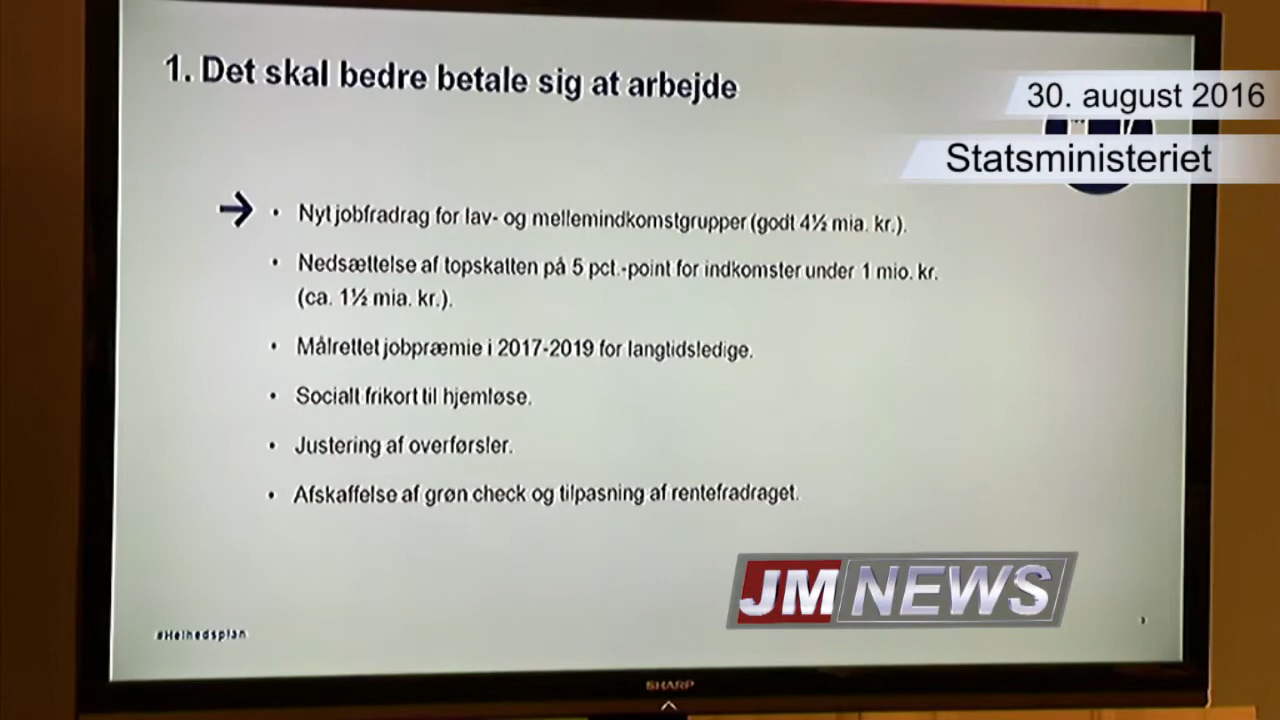 1. Det skal bedre betale sig at arbejde
30. august 2016
Statsministeriet
• Nyt jobfradrag for lav- og mellemindkomstgrupper (godt 4½ mia. kr.).
• Nedsættelse af topskatten på 5 pct.-point for indkomster under 1 mio. kr.
(ca. 1½ mia. kr.).
• Målrettet jobpræmie i 2017-2019 for langtidsledige.
• Socialt frikort til hjemløse.
• Justering af overførsler.
• Afskaffelse af grøn check og tilpasning af rentefradraget.
JM NEWS
#Helhedsplan
SHARP